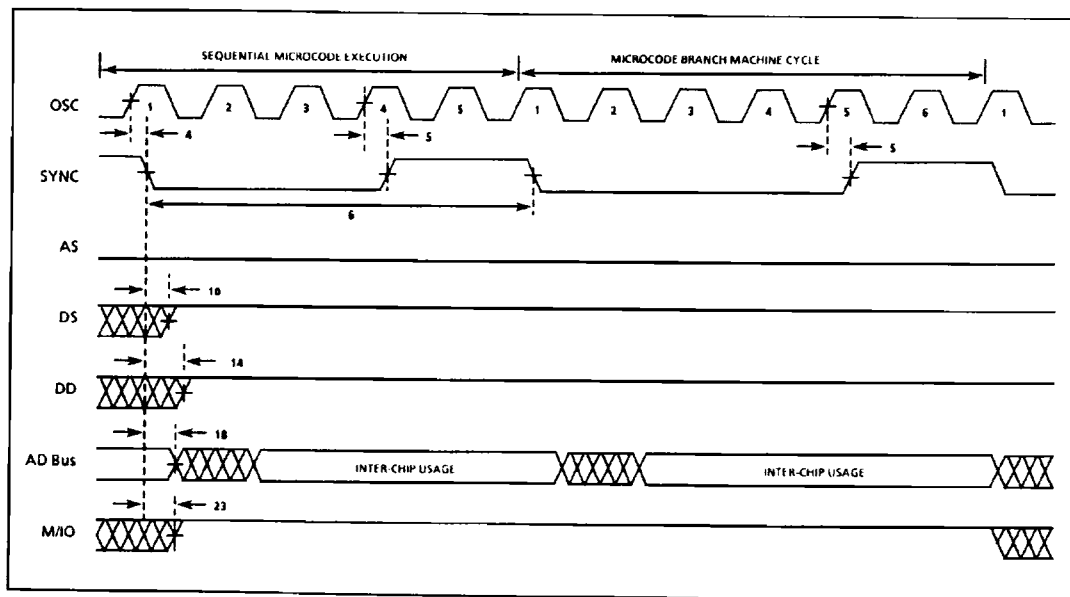 SEQUENTIAL MICROCODE EXECUTION MICROCODE BRANCH MACHINE CYCLE
OSC 1 2 3 4 5 1 2 3 4 5 6 1
4 5 5
SYNC
6
AS
10
DS
14
DD
18
AD Bus INTER-CHIP USAGE INTER-CHIP USAGE
23
M/IO